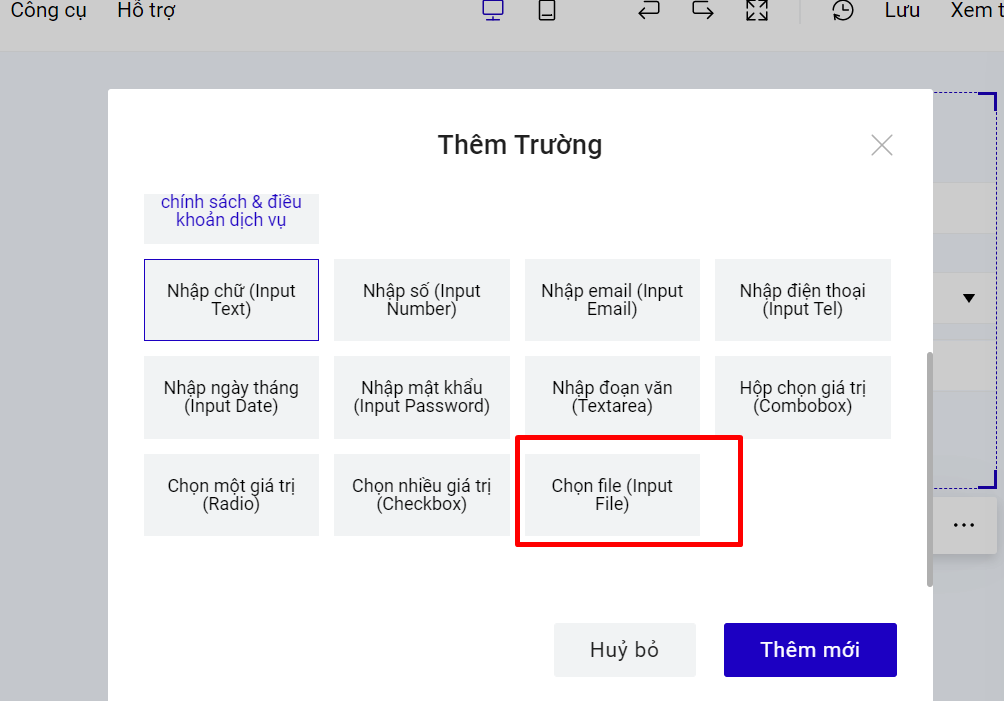 Công cụ Hỗ trợ Lưu Xem t
Thêm Trường
chính sách & điều
khoản dịch vụ
Nhập chữ (Input
Text)
Nhập số (Input
Number)
Nhập email (Input
Email)
Nhập điện thoại
(Input Tel)
Nhập ngày tháng
(Input Date)
Nhập mật khẩu
(Input Password)
Nhập đoạn văn
(Textarea)
Hộp chọn giá trị
(Combobox)
Chọn một giá trị
(Radio)
Chọn nhiều giá trị
(Checkbox)
Chọn file (Input
File)
Huỷ bỏ
Thêm mới